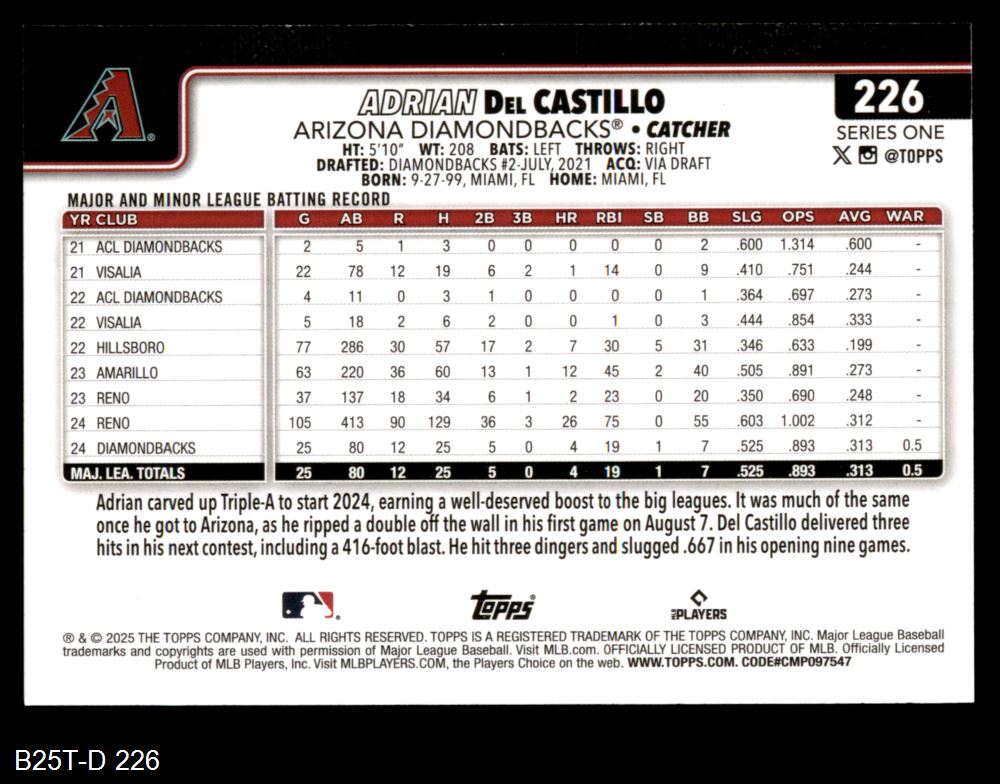 ADRIAN DEL CASTILLO
226
ARIZONA DIAMONDBACKS® • CATCHER
SERIES ONE
HT: 5'10" WT: 208 BATS: LEFT THROWS: RIGHT
@TOPPS
DRAFTED: DIAMONDBACKS #2-JULY, 2021 ACQ: VIA DRAFT
BORN: 9-27-99, MIAMI, FL HOME: MIAMI, FL
MAJOR AND MINOR LEAGUE BATTING RECORD
YR CLUB G AB R H 2B 3B HR RBI SB BB SLG OPS AVG WAR
21 ACL DIAMONDBACKS 2 5 1 3 0 0 0 0 0 2 .600 1.314 .600 -
21 VISALIA 22 78 12 19 6 2 1 14 0 9 .410 .751 .244 -
22 ACL DIAMONDBACKS 4 11 0 3 1 0 0 0 0 1 .364 .697 .273 -
22 VISALIA 5 18 2 6 2 0 0 1 0 3 .444 .854 .333 -
22 HILLSBORO 77 286 30 57 17 2 7 30 5 31 .346 .633 .199 -
23 AMARILLO 63 220 36 60 13 1 12 45 2 40 .505 .891 .273 -
23 RENO 37 137 18 34 6 1 2 23 0 20 .350 .690 .248 -
24 RENO 105 413 90 129 36 3 26 75 0 55 .603 1.002 .312 -
24 DIAMONDBACKS 25 80 12 25 5 0 4 19 1 7 .525 .893 .313 0.5
MAJ. LEA. TOTALS 25 80 12 25 5 0 4 19 1 7 .525 .893 .313 0.5
Adrian carved up Triple-A to start 2024, earning a well-deserved boost to the big leagues. It was much of the same
once he got to Arizona, as he ripped a double off the wall in his first game on August 7. Del Castillo delivered three
hits in his next contest, including a 416-foot blast. He hit three dingers and slugged .667 in his opening nine games.
topps®
MLB PLAYERS
® & © 2025 THE TOPPS COMPANY, INC. ALL RIGHTS RESERVED. TOPPS IS A REGISTERED TRADEMARK OF THE TOPPS COMPANY, INC. Major League Baseball
trademarks and copyrights are used with permission of Major League Baseball. Visit MLB.com. OFFICIALLY LICENSED PRODUCT OF MLB. Officially Licensed
Product of MLB Players, Inc. Visit MLBPLAYERS.COM, the Players Choice on the web. WWW.TOPPS.COM. CODE#CMP097547
B25T-D 226